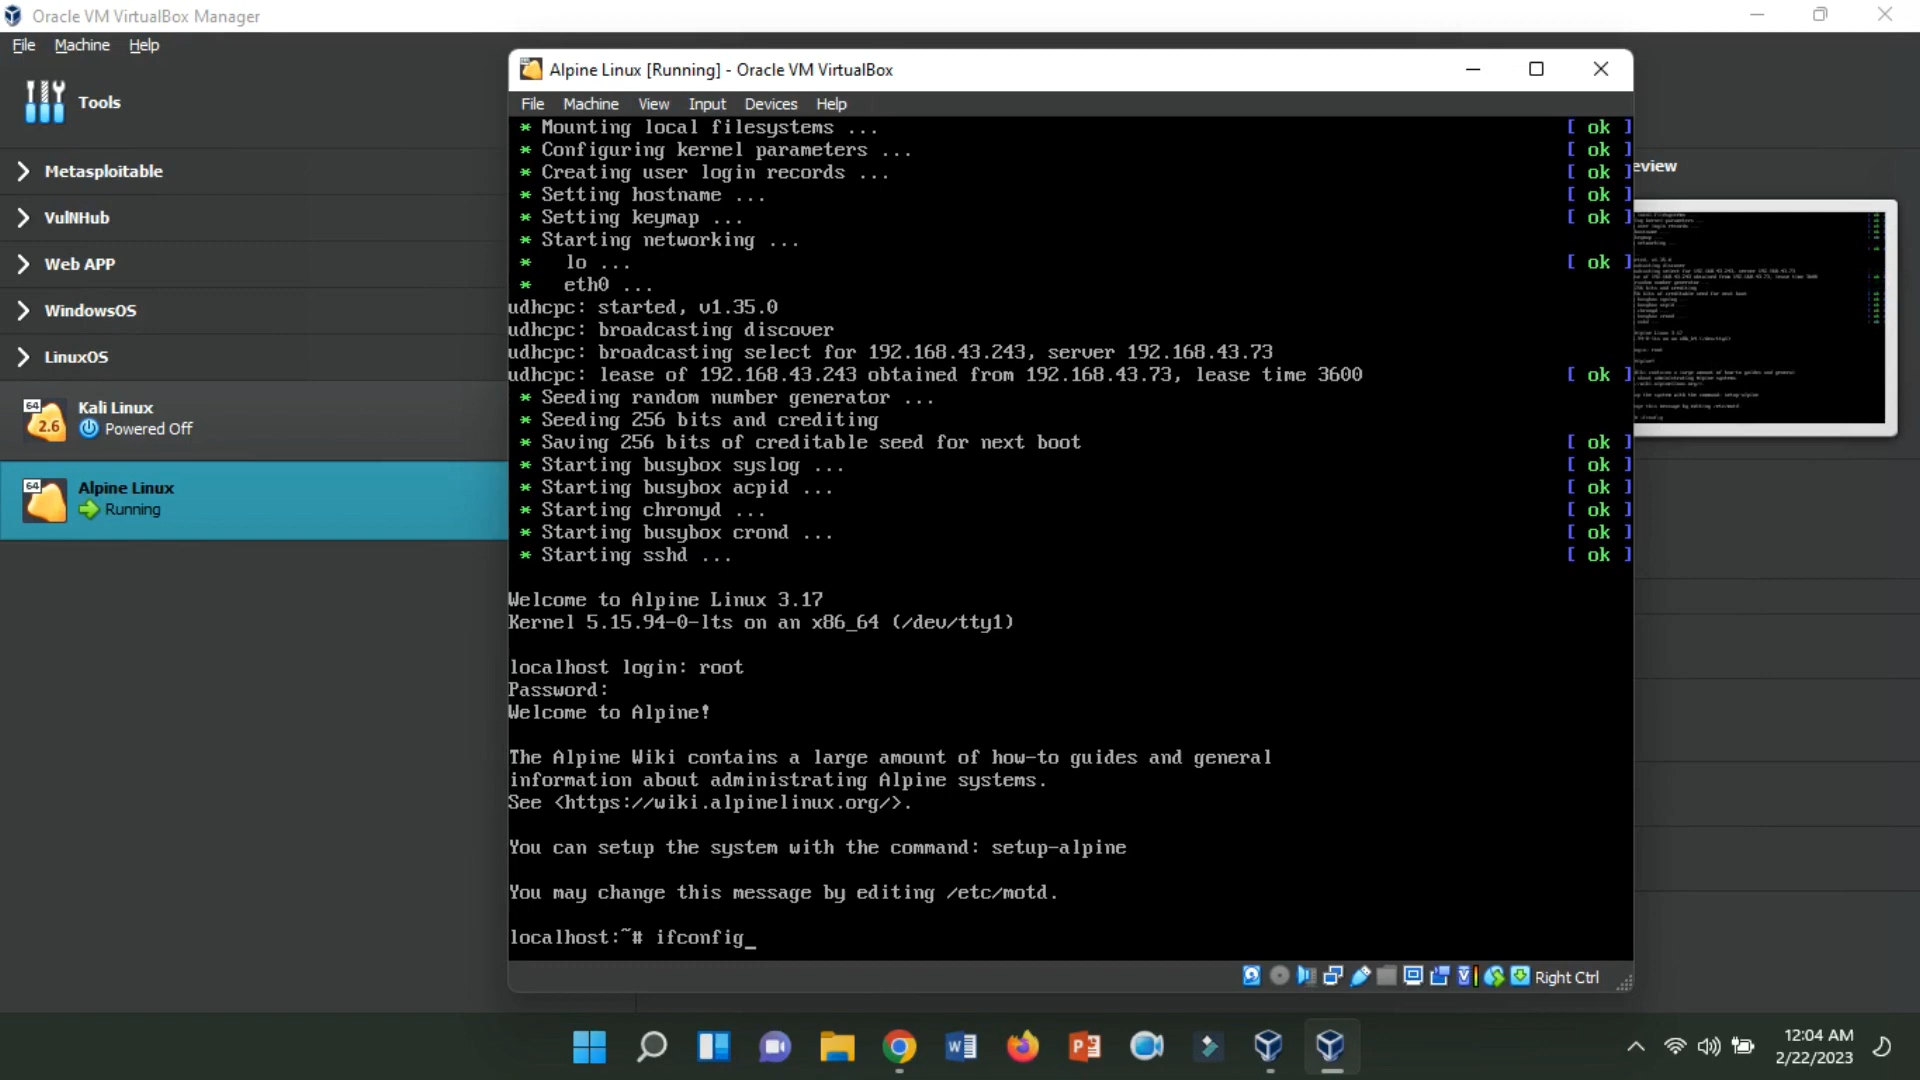 Oracle VM VirtualBox Manager
File Machine Help
Tools
Metasploitable
VulNHub
Web APP
WindowsOS
LinuxOS
64
2.6
Kali Linux
Powered Off
64
Alpine Linux
Running
eview
64
Alpine Linux [Running] - Oracle VM VirtualBox
File Machine View Input Devices Help
* Mounting local filesystems ... [ ok ]
* Configuring kernel parameters ... [ ok ]
* Creating user login records ... [ ok ]
* Setting hostname ... [ ok ]
* Setting keymap ... [ ok ]
* Starting networking ...
*   lo ... [ ok ]
*   eth0 ...
udhcpc: started, v1.35.0
udhcpc: broadcasting discover
udhcpc: broadcasting select for 192.168.43.243, server 192.168.43.73
udhcpc: lease of 192.168.43.243 obtained from 192.168.43.73, lease time 3600 [ ok ]
* Seeding random number generator ...
* Seeding 256 bits and crediting
* Saving 256 bits of creditable seed for next boot [ ok ]
* Starting busybox syslog ... [ ok ]
* Starting busybox acpid ... [ ok ]
* Starting chronyd ... [ ok ]
* Starting busybox crond ... [ ok ]
* Starting sshd ... [ ok ]
Welcome to Alpine Linux 3.17
Kernel 5.15.94-0-lts on an x86_64 (/dev/tty1)
localhost login: root
Password:
Welcome to Alpine!
The Alpine Wiki contains a large amount of how-to guides and general
information about administrating Alpine systems.
See <https://wiki.alpinelinux.org/>.
You can setup the system with the command: setup-alpine
You may change this message by editing /etc/motd.
localhost:~# ifconfig_
Right Ctrl
12:04 AM
2/22/2023